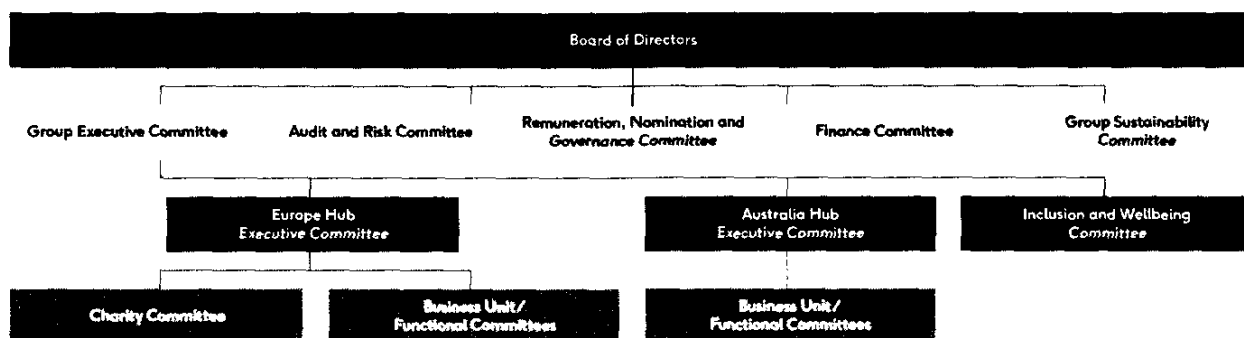 Board of Directors
Group Executive Committee
Audit and Risk Committee
Remuneration, Nomination and
Governance Committee
Finance Committee
Group Sustainability
Committee
Europe Hub
Executive Committee
Australia Hub
Executive Committee
Inclusion and Wellbeing
Committee
Charity Committee
Business Unit/
Functional Committees
Business Unit/
Functional Committees